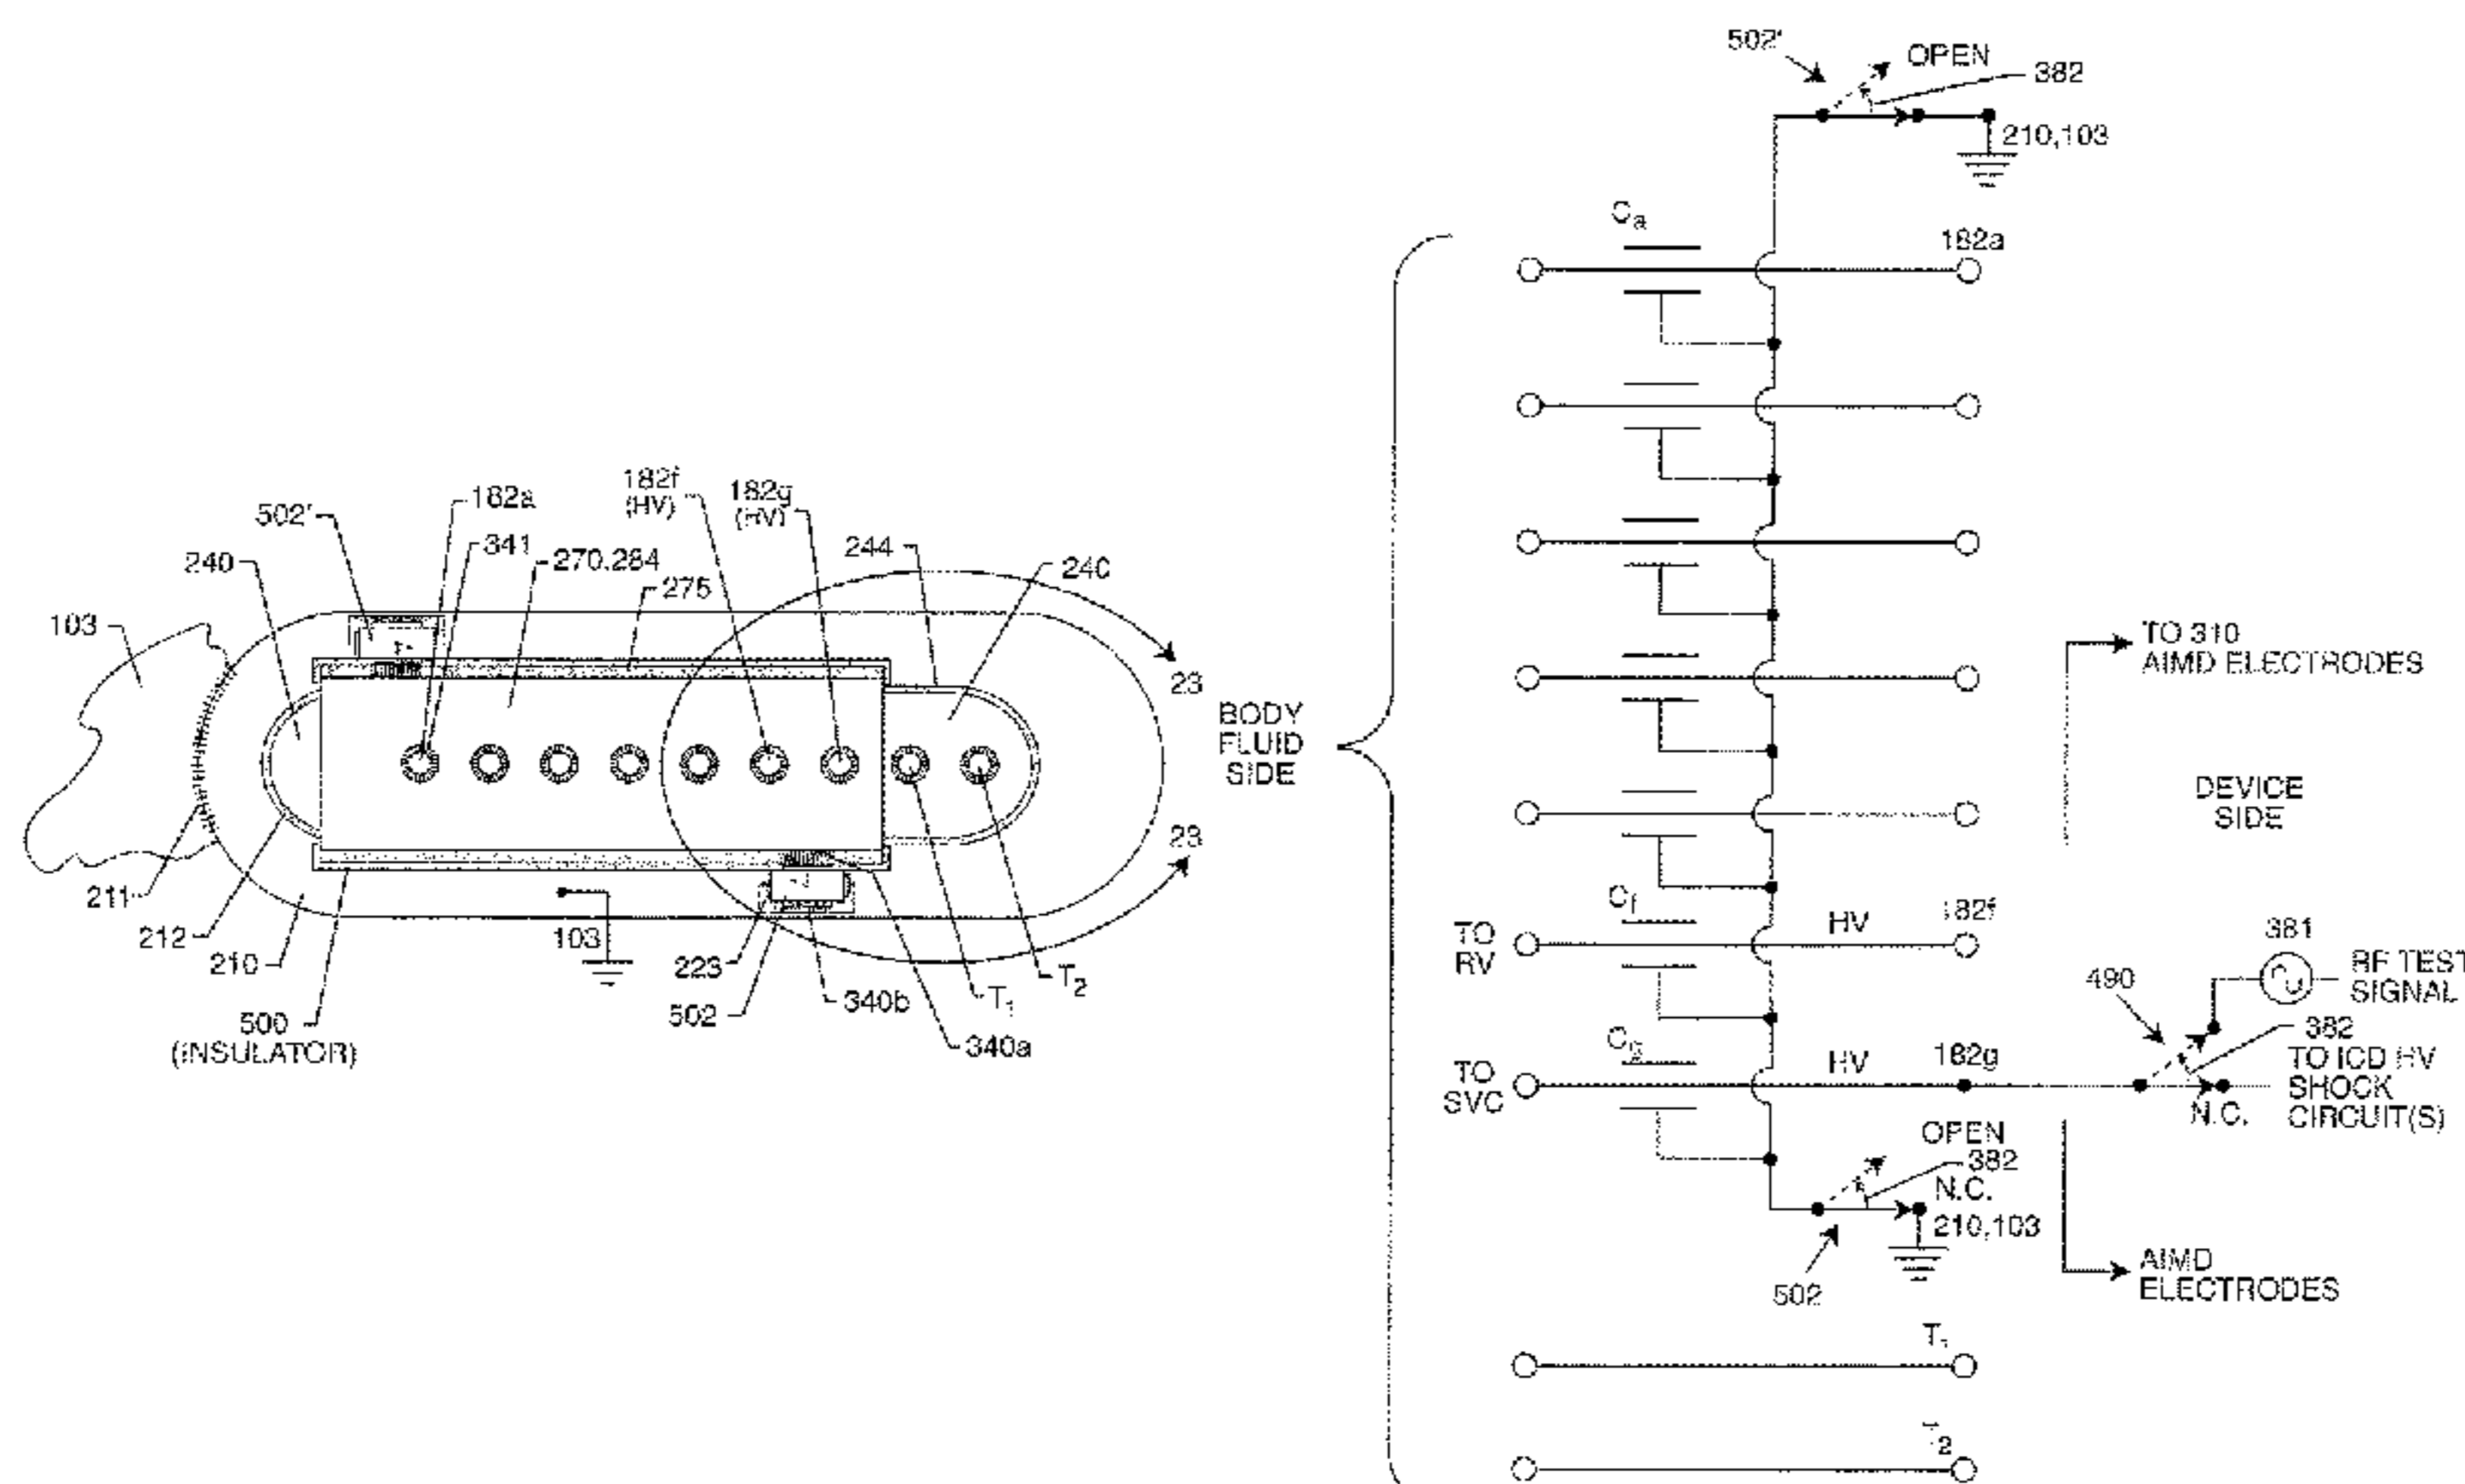 182a
502'
341
240
270,284
275
182f
(HV)
182g
(HV)
244
240
103
23
23
211
212
210
500
(INSULATOR)
103
223
502
340b
340a
T1
T2
502'
OPEN
382
210,103
Ca
182a
BODY
FLUID
SIDE
TO 310
AIMD ELECTRODES
DEVICE
SIDE
Cf
TO
RV
HV
182f
381
RF TEST
SIGNAL
490
382
TO ICD HV
SHOCK
CIRCUIT(S)
N.C.
Cg
TO
SVC
HV
182g
OPEN
382
N.C.
210,103
502
AIMD
ELECTRODES
T1
T2